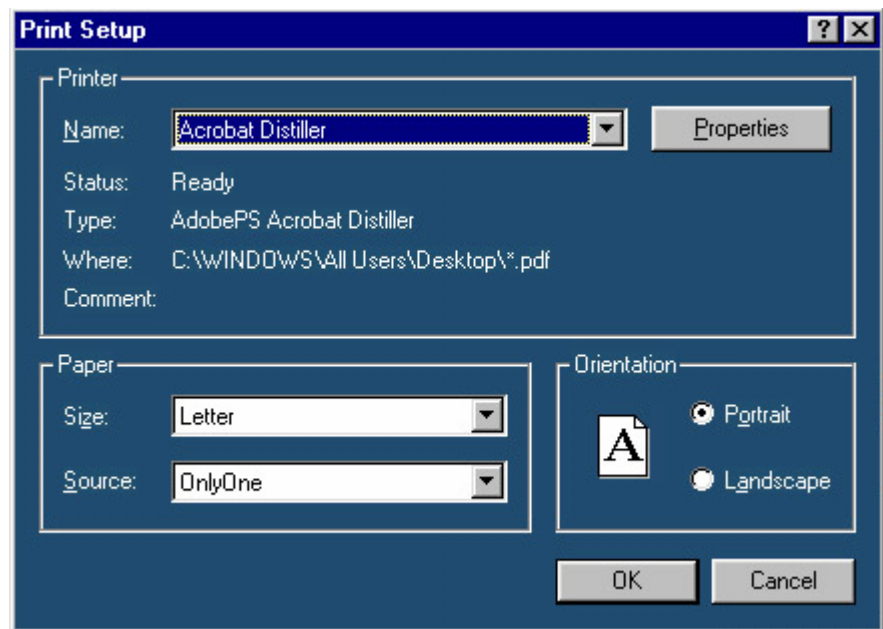 Print Setup
Printer
Name: Acrobat Distiller Properties
Status: Ready
Type: AdobePS Acrobat Distiller
Where: C:\WINDOWS\All Users\Desktop\*.pdf
Comment:
Paper
Size: Letter
Source: OnlyOne
Orientation
A
Portrait
Landscape
OK Cancel